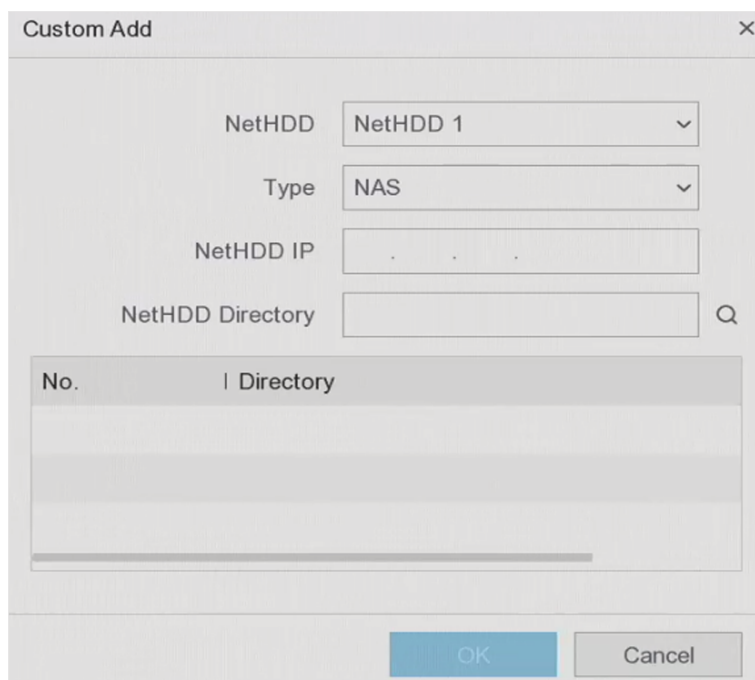 Custom Add
NetHDD NetHDD 1
Type NAS
NetHDD IP . . .
NetHDD Directory
No. Directory
OK Cancel